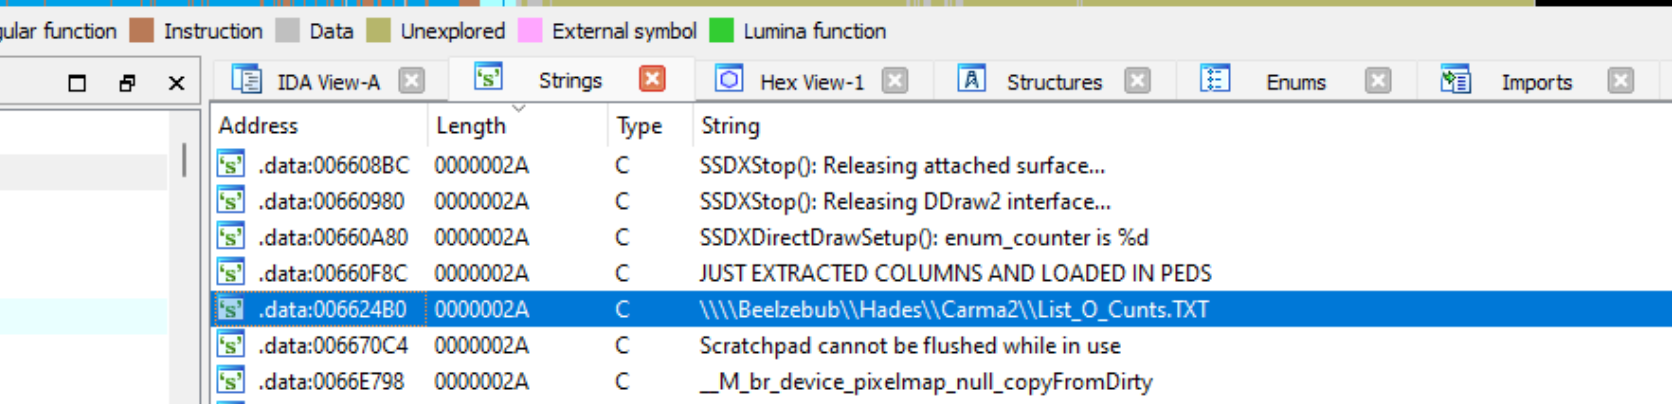 gular function Instruction Data Unexplored External symbol Lumina function
IDA View-A Strings Hex View-1 Structures Enums Imports
Address Length Type String
's' .data:006608BC 0000002A C SSDXStop(): Releasing attached surface...
's' .data:00660980 0000002A C SSDXStop(): Releasing DDraw2 interface...
's' .data:00660A80 0000002A C SSDXDirectDrawSetup(): enum_counter is %d
's' .data:00660F8C 0000002A C JUST EXTRACTED COLUMNS AND LOADED IN PEDS
's' .data:006624B0 0000002A C \\\\Beelzebub\\Hades\\Carma2\\List_O_Cunts.TXT
's' .data:006670C4 0000002A C Scratchpad cannot be flushed while in use
's' .data:0066E798 0000002A C __M_br_device_pixelmap_null_copyFromDirty